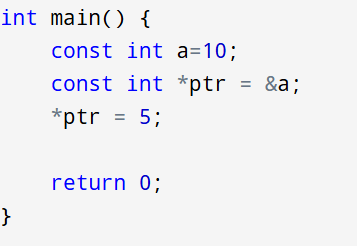 int main() {
    const int a=10;
    const int *ptr = &a;
    *ptr = 5;

    return 0;
}